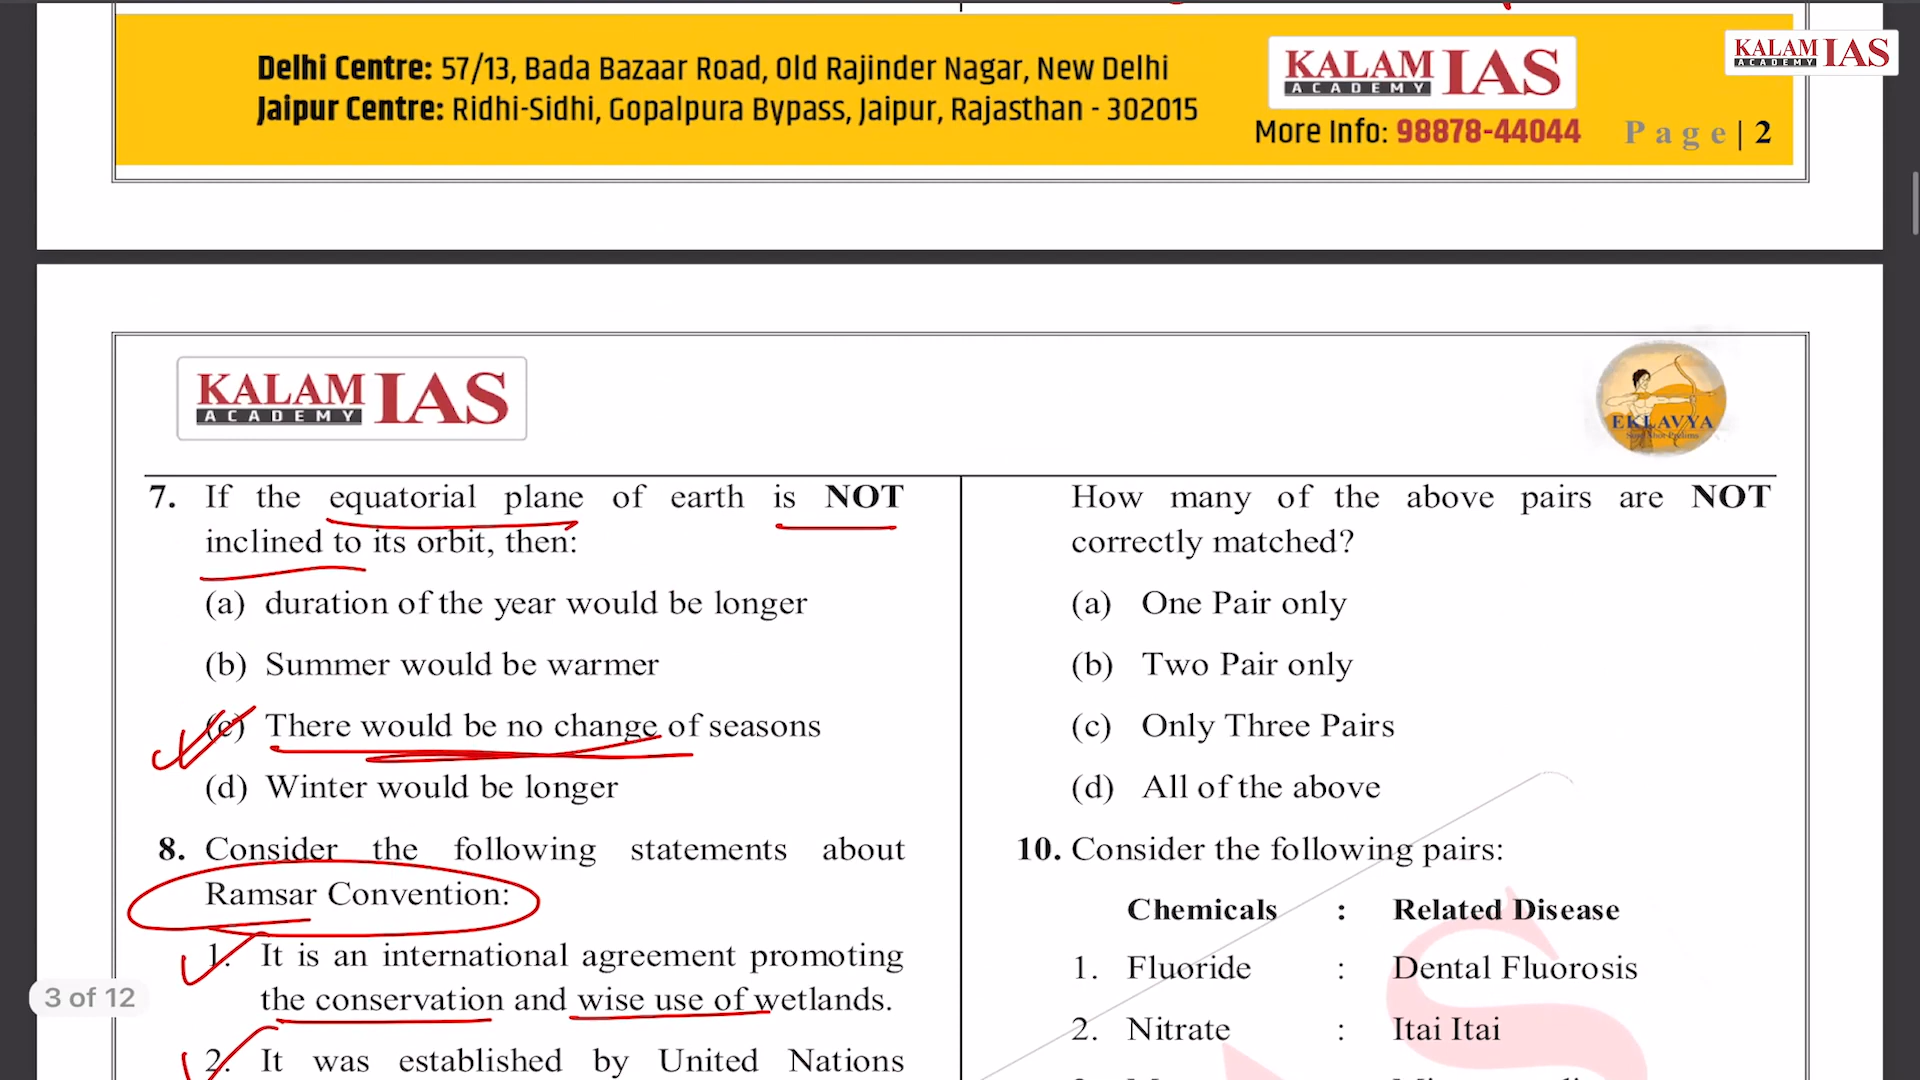 Delhi Centre: 57/13, Bada Bazaar Road, Old Rajinder Nagar, New Delhi
Jaipur Centre: Ridhi-Sidhi, Gopalpura Bypass, Jaipur, Rajasthan - 302015
KALAM IAS
ACADEMY
More Info: 98878-44044
Page | 2
KALAM IAS
ACADEMY
KALAM IAS
ACADEMY
EKLAVYA
7. If the equatorial plane of earth is NOT
inclined to its orbit, then:
(a) duration of the year would be longer
(b) Summer would be warmer
(c) There would be no change of seasons
(d) Winter would be longer
8. Consider the following statements about
Ramsar Convention:
1. It is an international agreement promoting
the conservation and wise use of wetlands.
2. It was established by United Nations
How many of the above pairs are NOT
correctly matched?
(a) One Pair only
(b) Two Pair only
(c) Only Three Pairs
(d) All of the above
10. Consider the following pairs:
Chemicals : Related Disease
1. Fluoride : Dental Fluorosis
2. Nitrate : Itai Itai
3 of 12